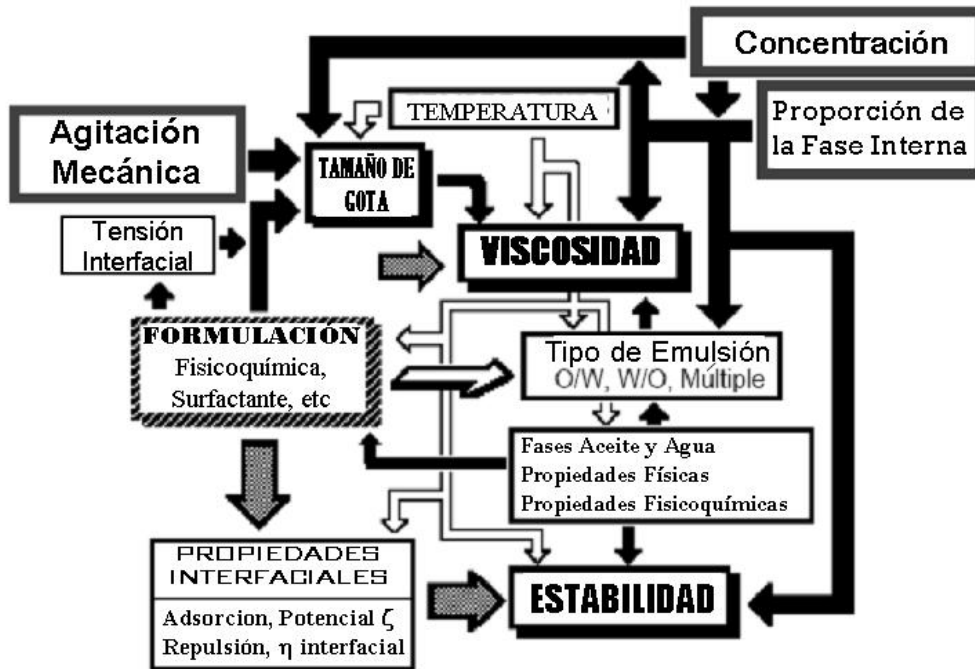 Concentración
TEMPERATURA
Proporción de
la Fase Interna
Agitación
Mecánica
TAMAÑO DE
GOTA
Tensión
Interfacial
VISCOSIDAD
FORMULACIÓN
Fisicoquímica,
Surfactante, etc
Tipo de Emulsión
O/W, W/O, Múltiple
Fases Aceite y Agua
Propiedades Físicas
Propiedades Fisicoquímicas
PROPIEDADES
INTERFACIALES
Adsorcion, Potencial ζ
Repulsión, η interfacial
ESTABILIDAD